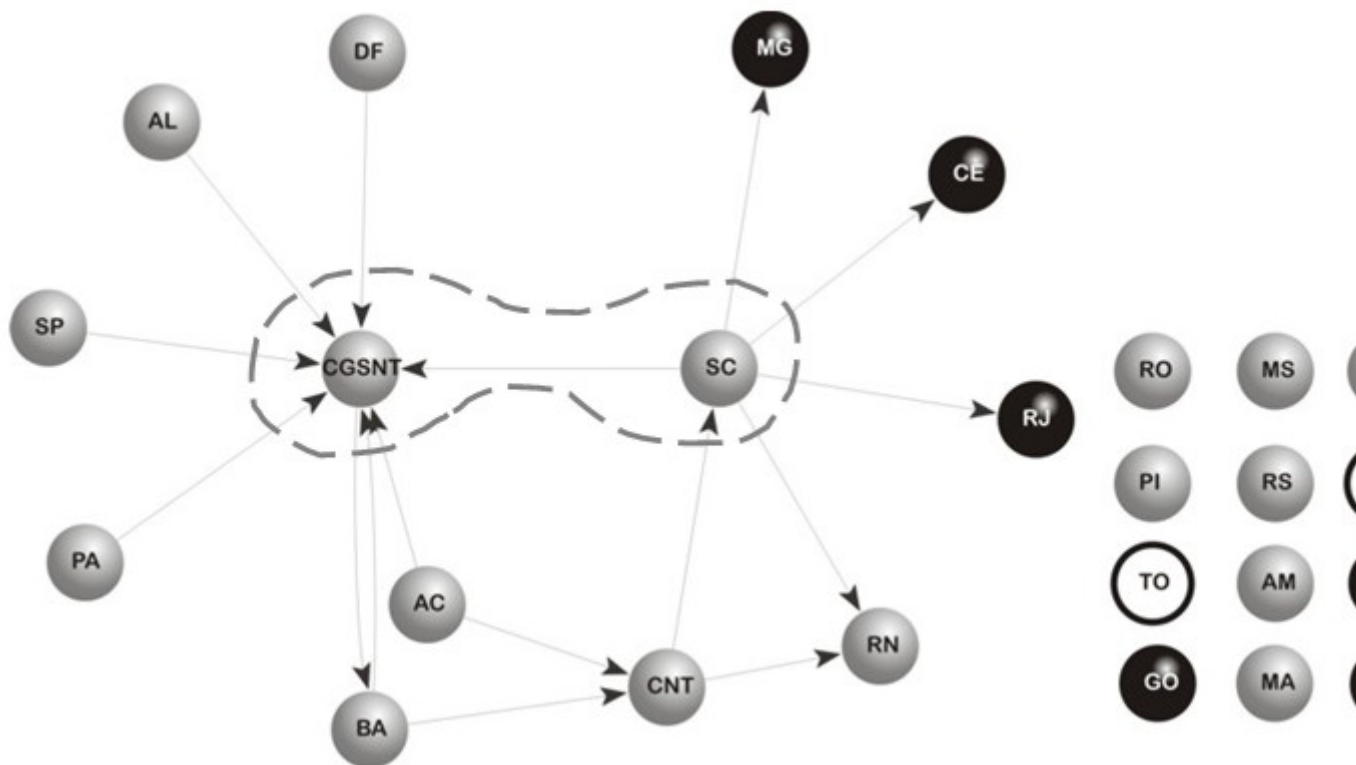 DF
MG
AL
CE
SP
CGSNT
SC
RO
MS
RJ
PI
RS
PA
TO
AM
AC
RN
CNT
GO
MA
BA